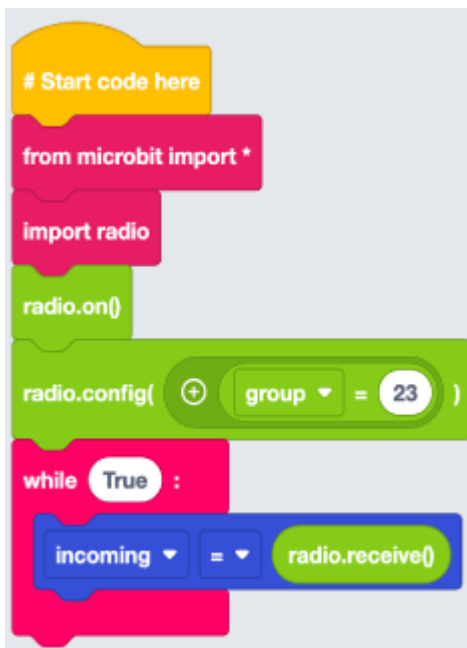 # Start code here
from microbit import *
import radio
radio.on()
radio.config( group = 23 )
while True :
incoming = radio.receive()